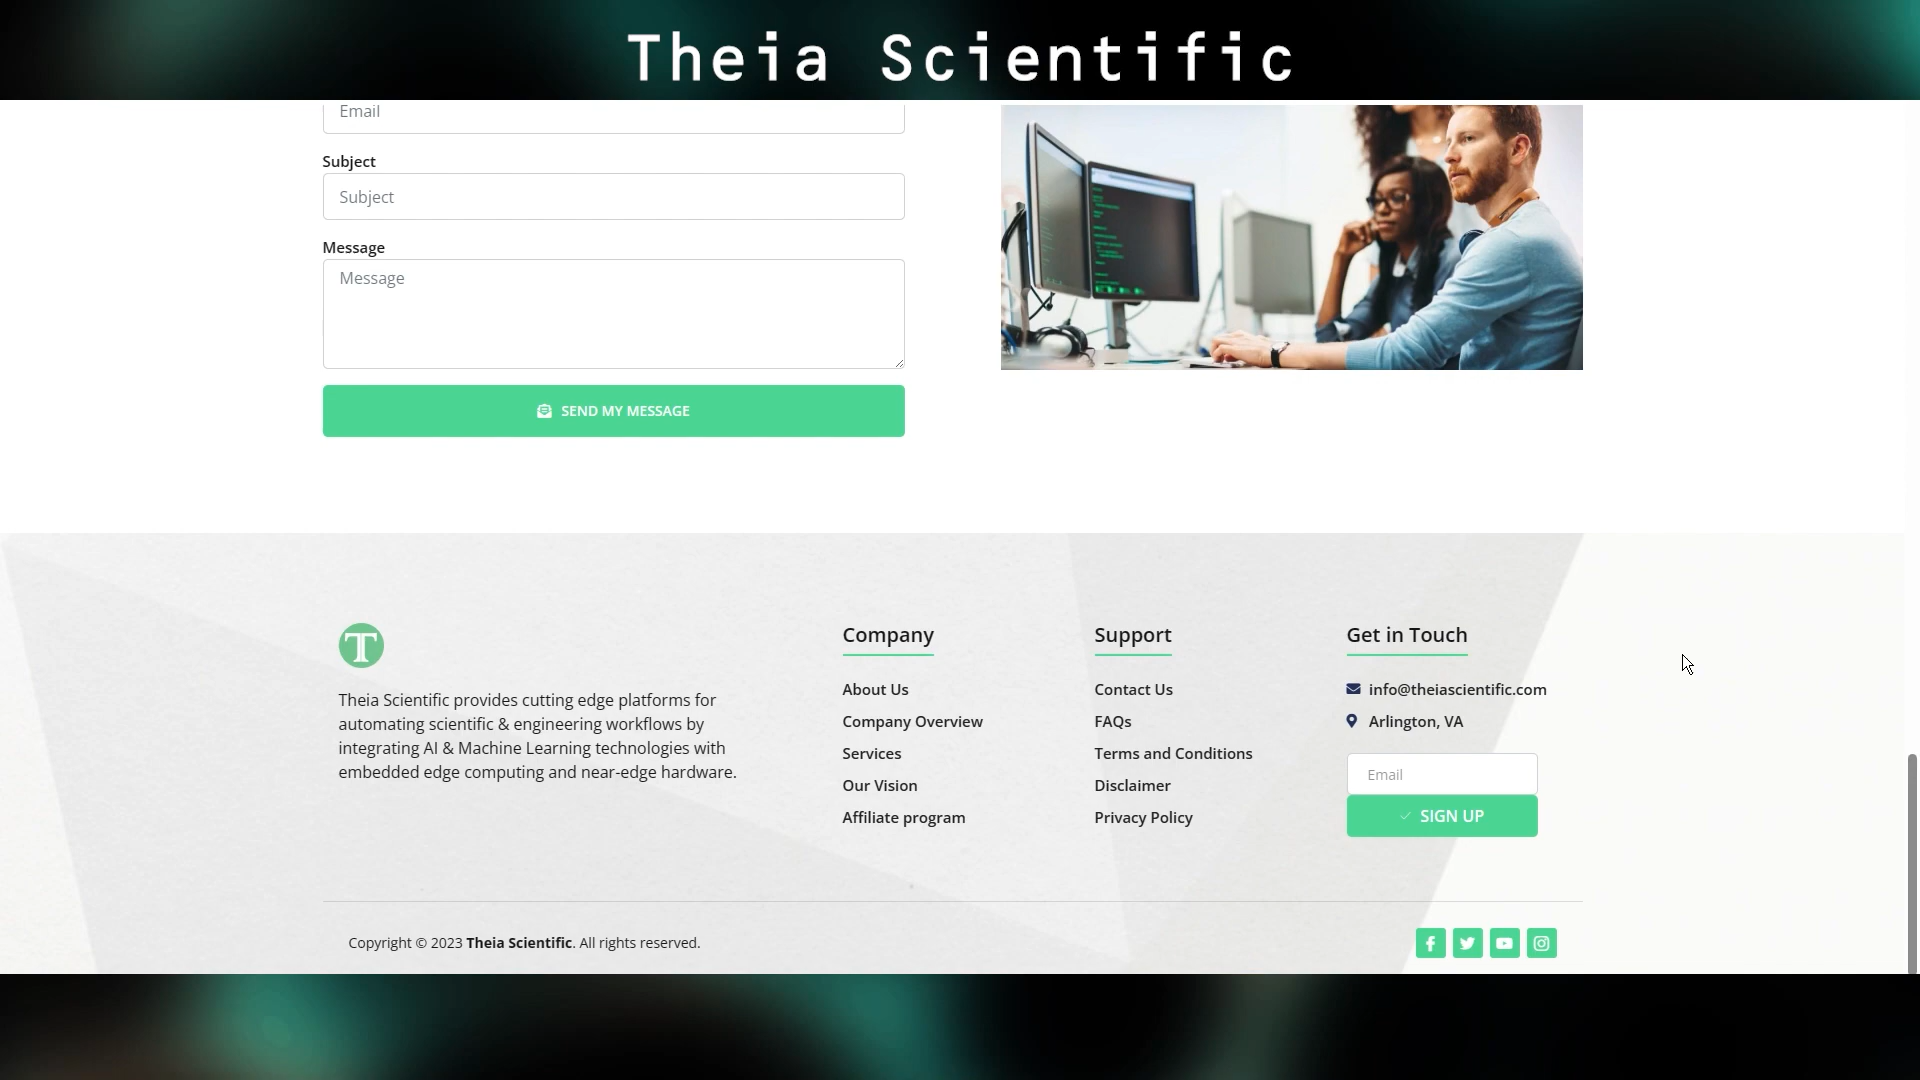 Theia Scientific
Email
Subject
Subject
Message
Message
SEND MY MESSAGE
T
Theia Scientific provides cutting edge platforms for
automating scientific & engineering workflows by
integrating AI & Machine Learning technologies with
embedded edge computing and near-edge hardware.
Company
About Us
Company Overview
Services
Our Vision
Affiliate program
Support
Contact Us
FAQs
Terms and Conditions
Disclaimer
Privacy Policy
Get in Touch
info@theiascientific.com
Arlington, VA
Email
SIGN UP
Copyright © 2023 Theia Scientific. All rights reserved.